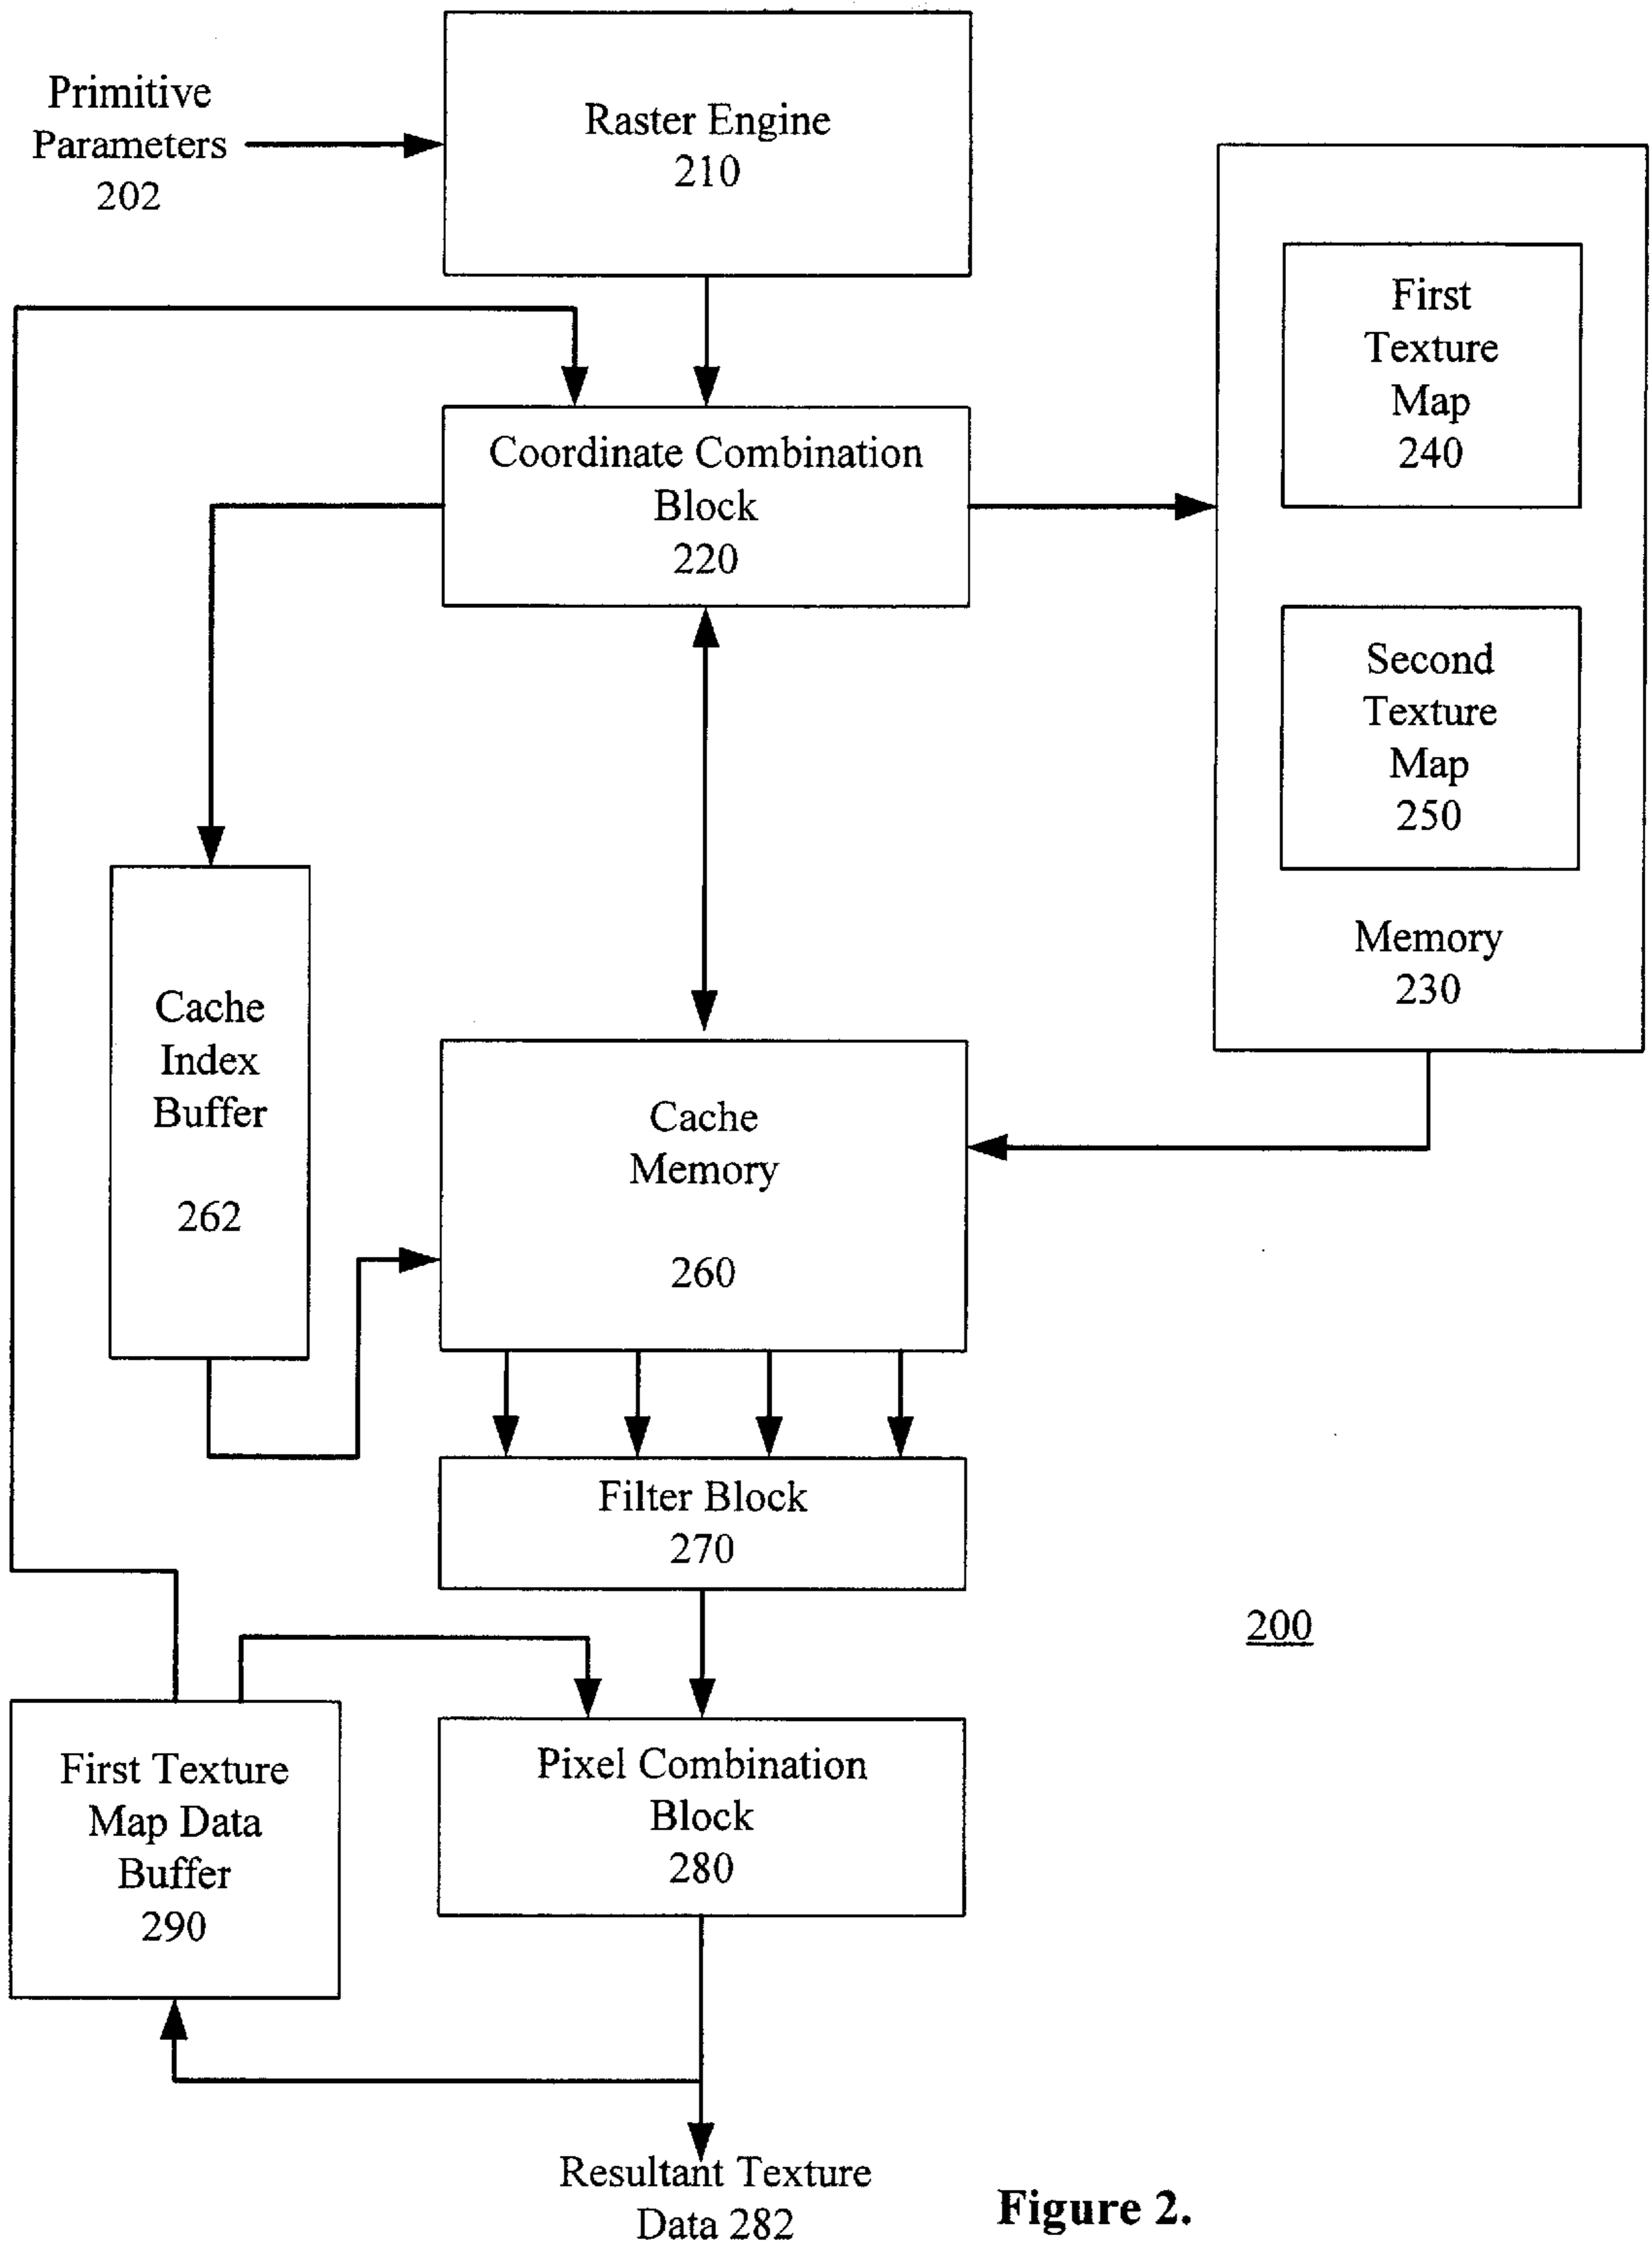 Primitive
Parameters
202
Raster Engine
210
First
Texture
Map
240
Coordinate Combination
Block
220
Second
Texture
Map
250
Memory
230
Cache
Index
Buffer
262
Cache
Memory
260
Filter Block
270
200
First Texture
Map Data
Buffer
290
Pixel Combination
Block
280
Resultant Texture
Data 282
Figure 2.